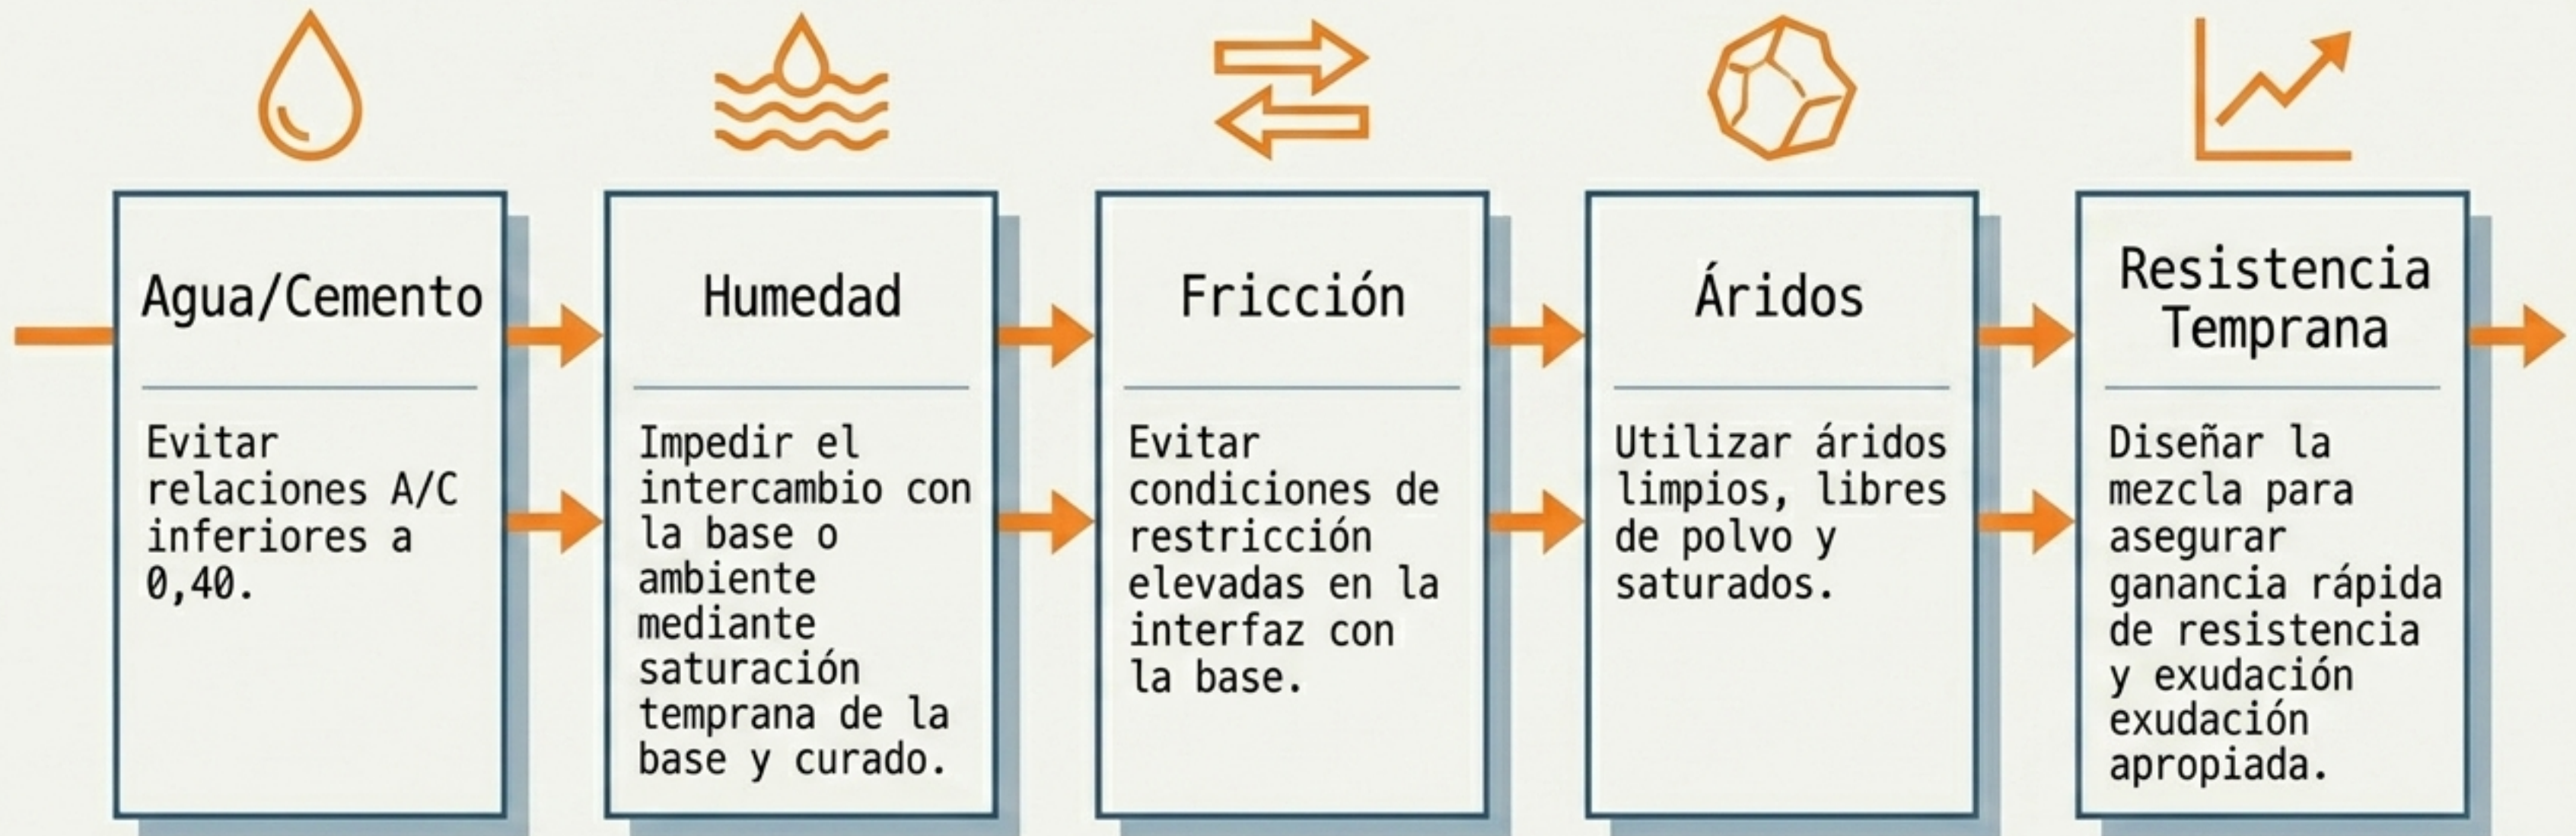 Agua/Cemento
Evitar
relaciones A/C
inferiores a
0,40.
Humedad
Impedir el
intercambio con
la base o
ambiente
mediante
saturación
temprana de la
base y curado.
Fricción
Evitar
condiciones de
restricción
elevadas en la
interfaz con
la base.
Áridos
Utilizar áridos
limpios, libres
de polvo y
saturados.
Resistencia
Temprana
Diseñar la
mezcla para
asegurar
ganancia rápida
de resistencia
y exudación
exudación
apropiada.